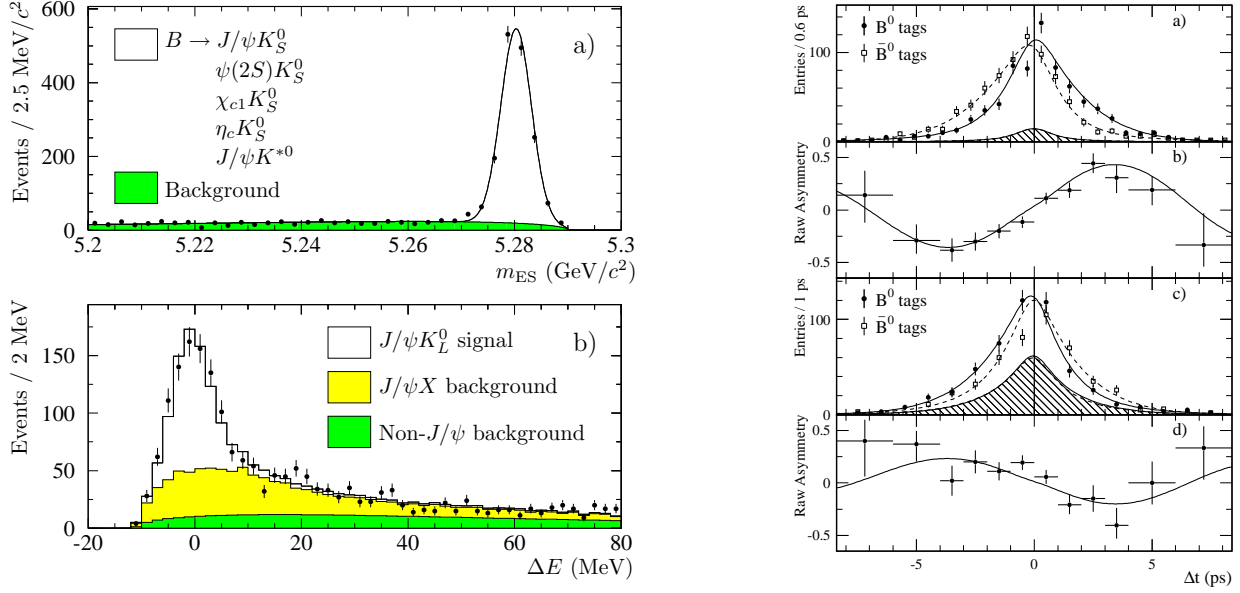 Events / 2.5 MeV/c²
600
400
200
0
a)
B → J/ψK⁰_S
ψ(2S)K⁰_S
χ_c1K⁰_S
η_cK⁰_S
J/ψK*⁰
Background
5.2 5.22 5.24 5.26 5.28 5.3
m_ES (GeV/c²)
Events / 2 MeV
150
100
50
0
b)
J/ψK⁰_L signal
J/ψX background
Non-J/ψ background
-20 0 20 40 60 80
ΔE (MeV)
Entries / 0.6 ps
100
0
a)
B⁰ tags
B̄⁰ tags
Raw Asymmetry
0.5
0
-0.5
b)
Entries / 1 ps
100
0
c)
B⁰ tags
B̄⁰ tags
Raw Asymmetry
0.5
0
-0.5
d)
-5 0 5
Δt (ps)